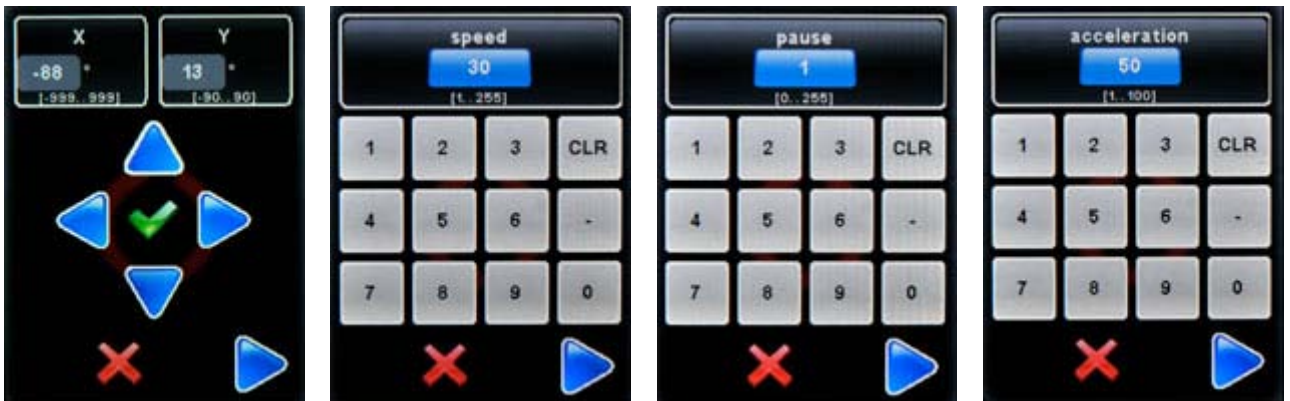 X Y
-88 ° 13 °
[-999..999] [-90..90]
speed
30
[1..255]
1 2 3 CLR
4 5 6 -
7 8 9 0
pause
1
[0..255]
1 2 3 CLR
4 5 6 -
7 8 9 0
acceleration
50
[1..100]
1 2 3 CLR
4 5 6 -
7 8 9 0